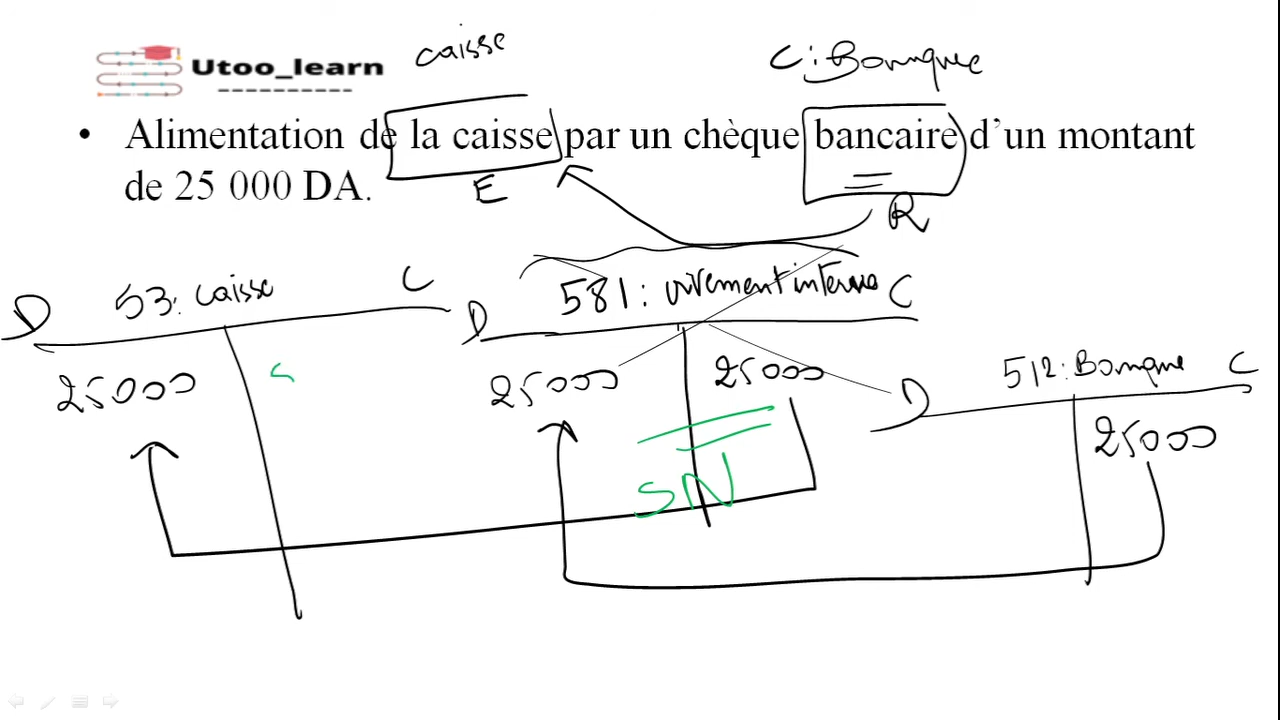 caisse
C: Banque
Utoo_learn
• Alimentation de la caisse par un chèque bancaire d'un montant
de 25 000 DA.
E
R
D 53: caisse C
D 581: virement interne C
25000
25000 25000
D 512: Banque C
25000
S
SN